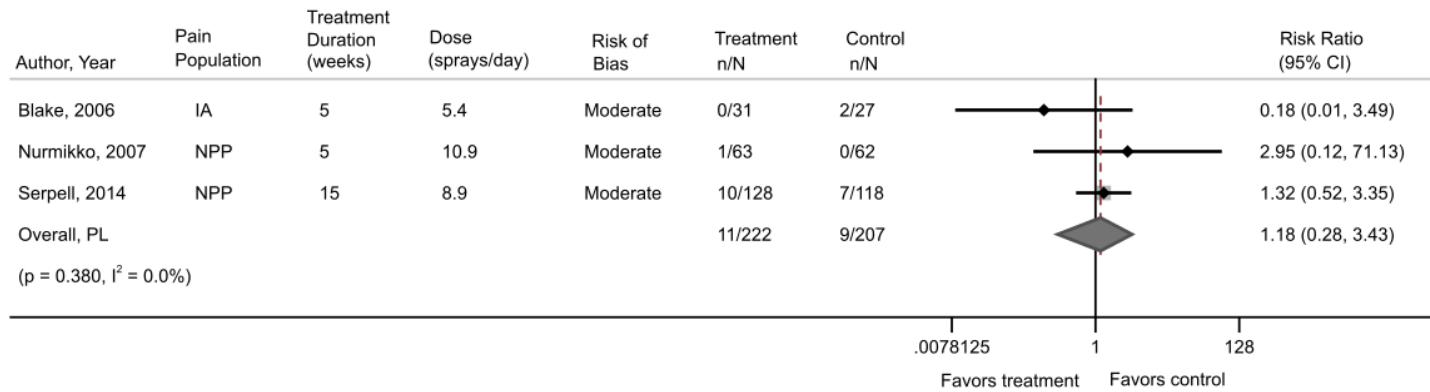 Author, Year Pain Population Treatment Duration (weeks) Dose (sprays/day) Risk of Bias Treatment n/N Control n/N Risk Ratio (95% CI)
Blake, 2006 IA 5 5.4 Moderate 0/31 2/27 0.18 (0.01, 3.49)
Nurmikko, 2007 NPP 5 10.9 Moderate 1/63 0/62 2.95 (0.12, 71.13)
Serpell, 2014 NPP 15 8.9 Moderate 10/128 7/118 1.32 (0.52, 3.35)
Overall, PL 11/222 9/207 1.18 (0.28, 3.43)
(p = 0.380, I² = 0.0%)
.0078125 1 128
Favors treatment Favors control